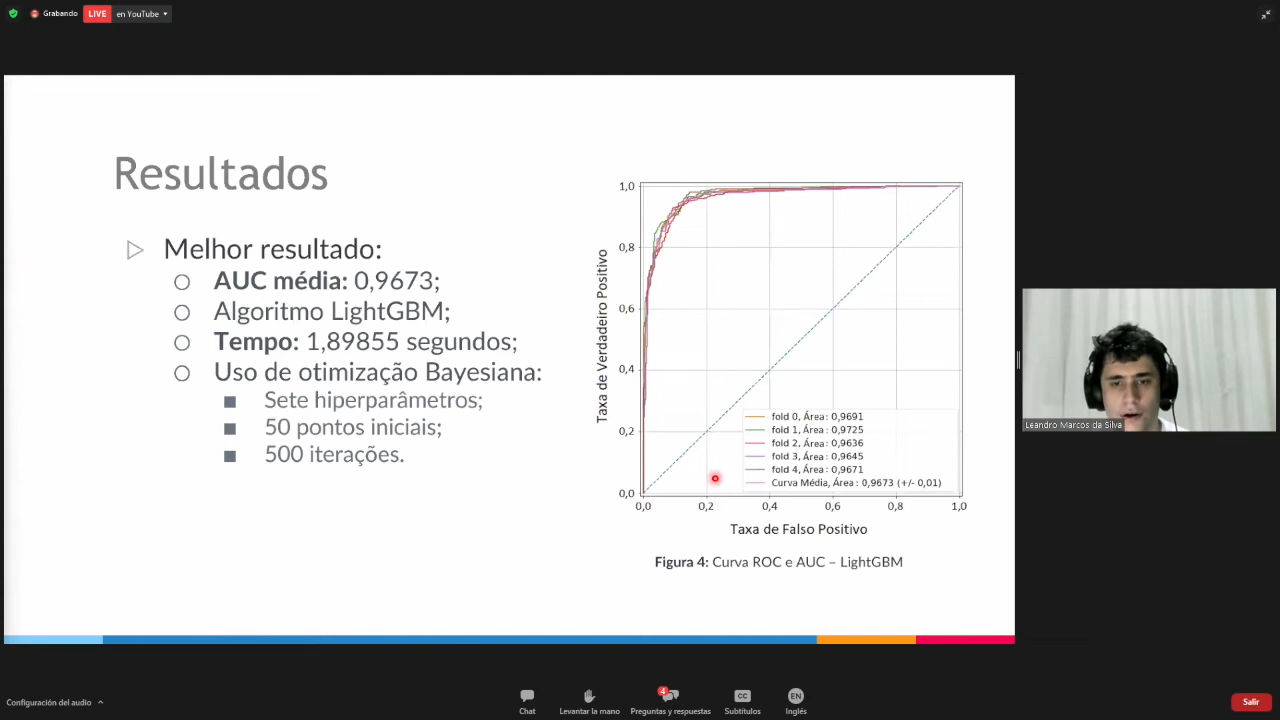 Grabando
LIVE en YouTube
Resultados
Melhor resultado:
AUC média: 0,9673;
Algoritmo LightGBM;
Tempo: 1,89855 segundos;
Uso de otimização Bayesiana:
Sete hiperparâmetros;
50 pontos iniciais;
500 iterações.
Taxa de Verdadeiro Positivo
1,0
0,8
0,6
0,4
0,2
0,0
fold 0, Área : 0,9691
fold 1, Área : 0,9725
fold 2, Área : 0,9636
fold 3, Área : 0,9645
fold 4, Área : 0,9671
Curva Média, Área : 0,9673 (+/- 0,01)
0,0 0,2 0,4 0,6 0,8 1,0
Taxa de Falso Positivo
Figura 4: Curva ROC e AUC – LightGBM
Leandro Marcos da Silva
Configuración del audio
Chat
Levantar la mano
4
Preguntas y respuestas
CC
Subtítulos
EN
Inglés
Salir